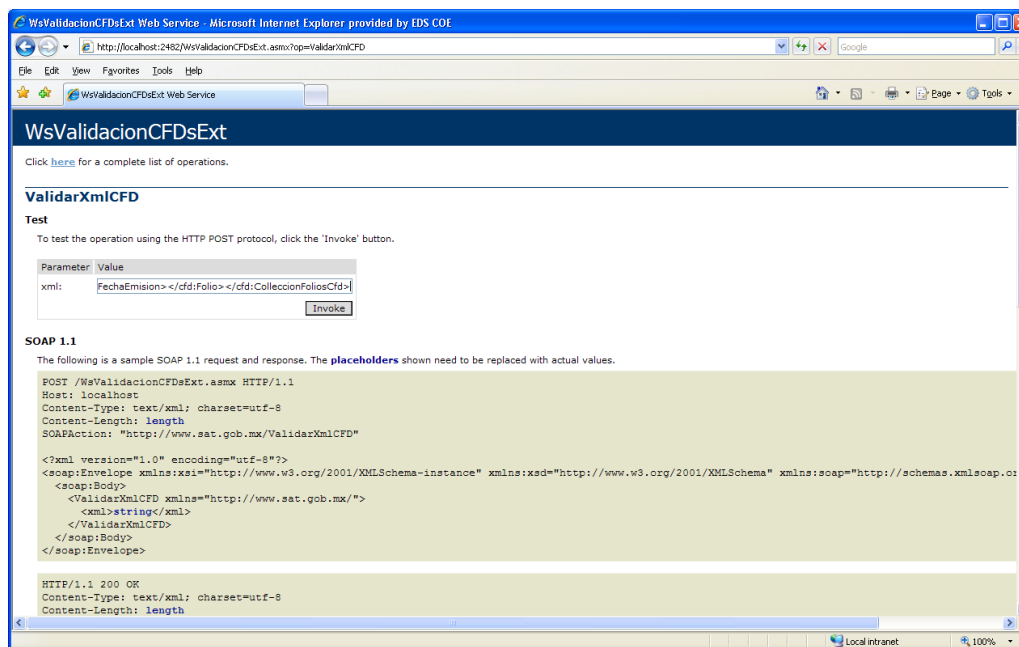 WsValidacionCFDsExt Web Service - Microsoft Internet Explorer provided by EDS COE
http://localhost:2482/WsValidacionCFDsExt.asmx?op=ValidarXmlCFD
Google
File Edit View Favorites Tools Help
WsValidacionCFDsExt Web Service
Page Tools
WsValidacionCFDsExt
Click here for a complete list of operations.
ValidarXmlCFD
Test
To test the operation using the HTTP POST protocol, click the 'Invoke' button.
Parameter Value
xml: FechaEmision></cfd:Folio></cfd:ColleccionFoliosCfd>
Invoke
SOAP 1.1
The following is a sample SOAP 1.1 request and response. The placeholders shown need to be replaced with actual values.
POST /WsValidacionCFDsExt.asmx HTTP/1.1
Host: localhost
Content-Type: text/xml; charset=utf-8
Content-Length: length
SOAPAction: "http://www.sat.gob.mx/ValidarXmlCFD"
<?xml version="1.0" encoding="utf-8"?>
<soap:Envelope xmlns:xsi="http://www.w3.org/2001/XMLSchema-instance" xmlns:xsd="http://www.w3.org/2001/XMLSchema" xmlns:soap="http://schemas.xmlsoap.or
<soap:Body>
<ValidarXmlCFD xmlns="http://www.sat.gob.mx/">
<xml>string</xml>
</ValidarXmlCFD>
</soap:Body>
</soap:Envelope>
HTTP/1.1 200 OK
Content-Type: text/xml; charset=utf-8
Content-Length: length
Local intranet 100%